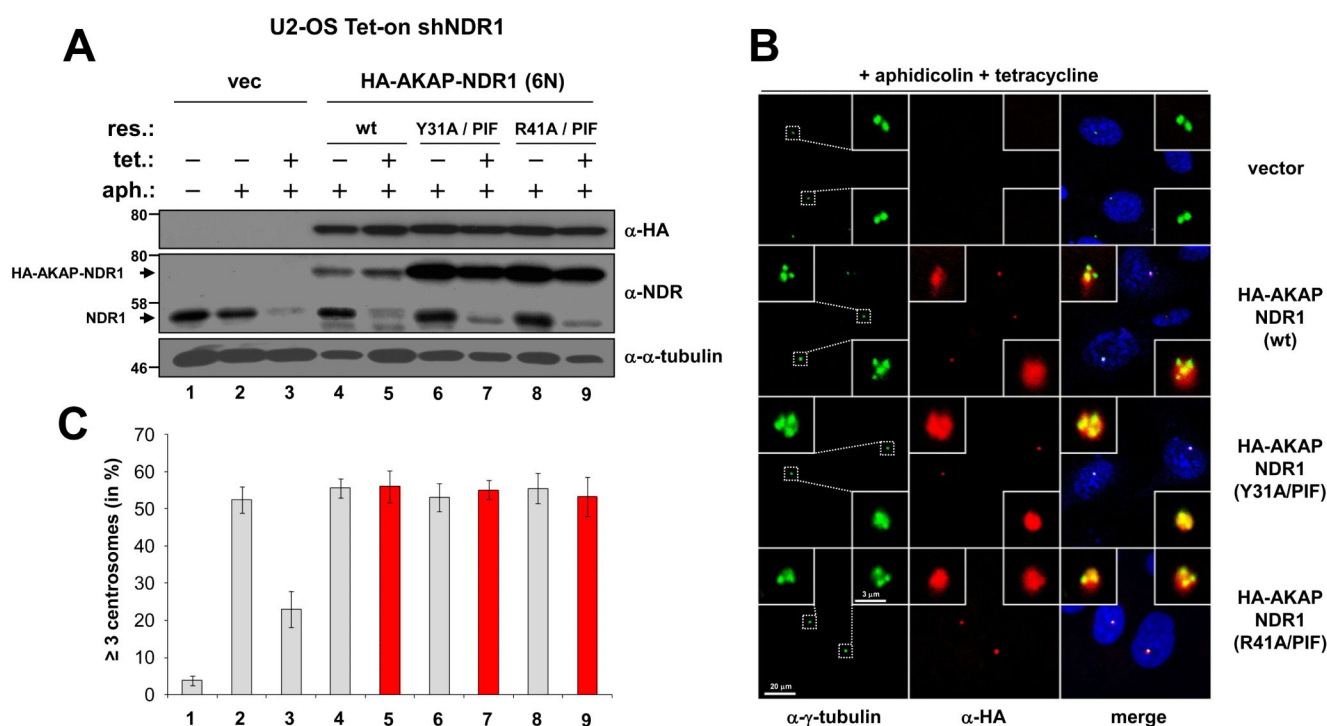 U2-OS Tet-on shNDR1
A
vec HA-AKAP-NDR1 (6N)
res.: wt Y31A / PIF R41A / PIF
tet.: – – + – + – + – +
aph.: – + + + + + + + +
80
α-HA
80
HA-AKAP-NDR1
α-NDR
58
NDR1
α-α-tubulin
46
1 2 3 4 5 6 7 8 9
C
≥ 3 centrosomes (in %)
70
60
50
40
30
20
10
0
1 2 3 4 5 6 7 8 9
B
+ aphidicolin + tetracycline
vector
HA-AKAP
NDR1
(wt)
HA-AKAP
NDR1
(Y31A/PIF)
HA-AKAP
NDR1
(R41A/PIF)
3 μm
20 μm
α-γ-tubulin α-HA merge